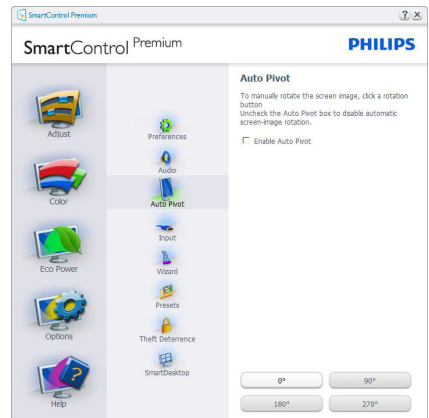 SmartControl Premium
SmartControl Premium
PHILIPS
Adjust
Color
Eco Power
Options
Help
Preferences
Audio
Auto Pivot
Input
Wizard
Presets
Theft Deterrence
SmartDesktop
Auto Pivot
To manually rotate the screen image, click a rotation
button
Uncheck the Auto Pivot box to disable automatic
screen-image rotation.
Enable Auto Pivot
0°
90°
180°
270°